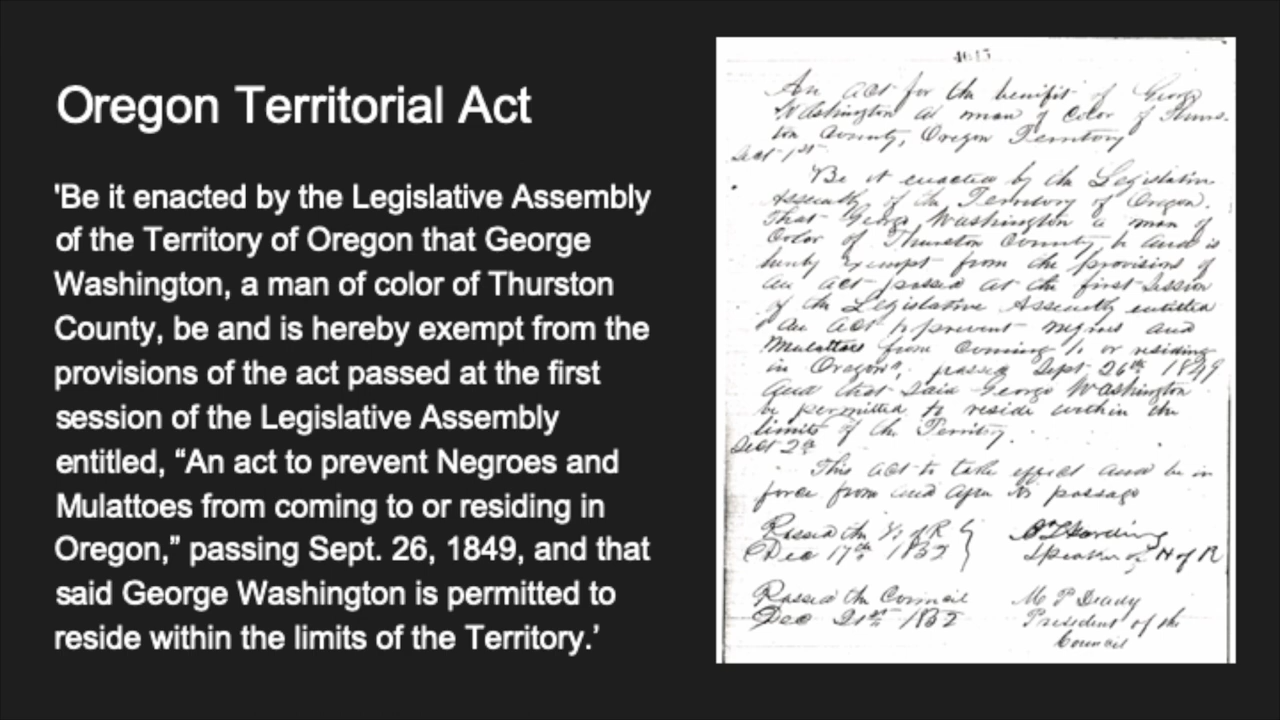 Oregon Territorial Act
'Be it enacted by the Legislative Assembly
of the Territory of Oregon that George
Washington, a man of color of Thurston
County, be and is hereby exempt from the
provisions of the act passed at the first
session of the Legislative Assembly
entitled, “An act to prevent Negroes and
Mulattoes from coming to or residing in
Oregon,” passing Sept. 26, 1849, and that
said George Washington is permitted to
reside within the limits of the Territory.’
4615
An act for the benefit of George
Washington a man of Color of Thurs-
ton County, Oregon Territory
Sect 1st
Be it enacted by the Legislative
Assembly of the Territory of Oregon.
That George Washington a man of
Color of Thurston County, be and is
hereby exempt from the provisions of
an act passed at the first Session
of the Legislative Assembly entitled
"An act to prevent negroes and
Mulattoes from Coming to or residing
in Oregon", passed Sept 26th 1849
and that said George Washington
be permitted to reside within the
limits of the Territory.
Sect 2d
This act to take effect and be in
force from and after its passage
Passed the H of R
Dec 17th 1852
Speaker of H of R
Passed the Council
Dec 21st 1852
M P Deady
President of the
Council